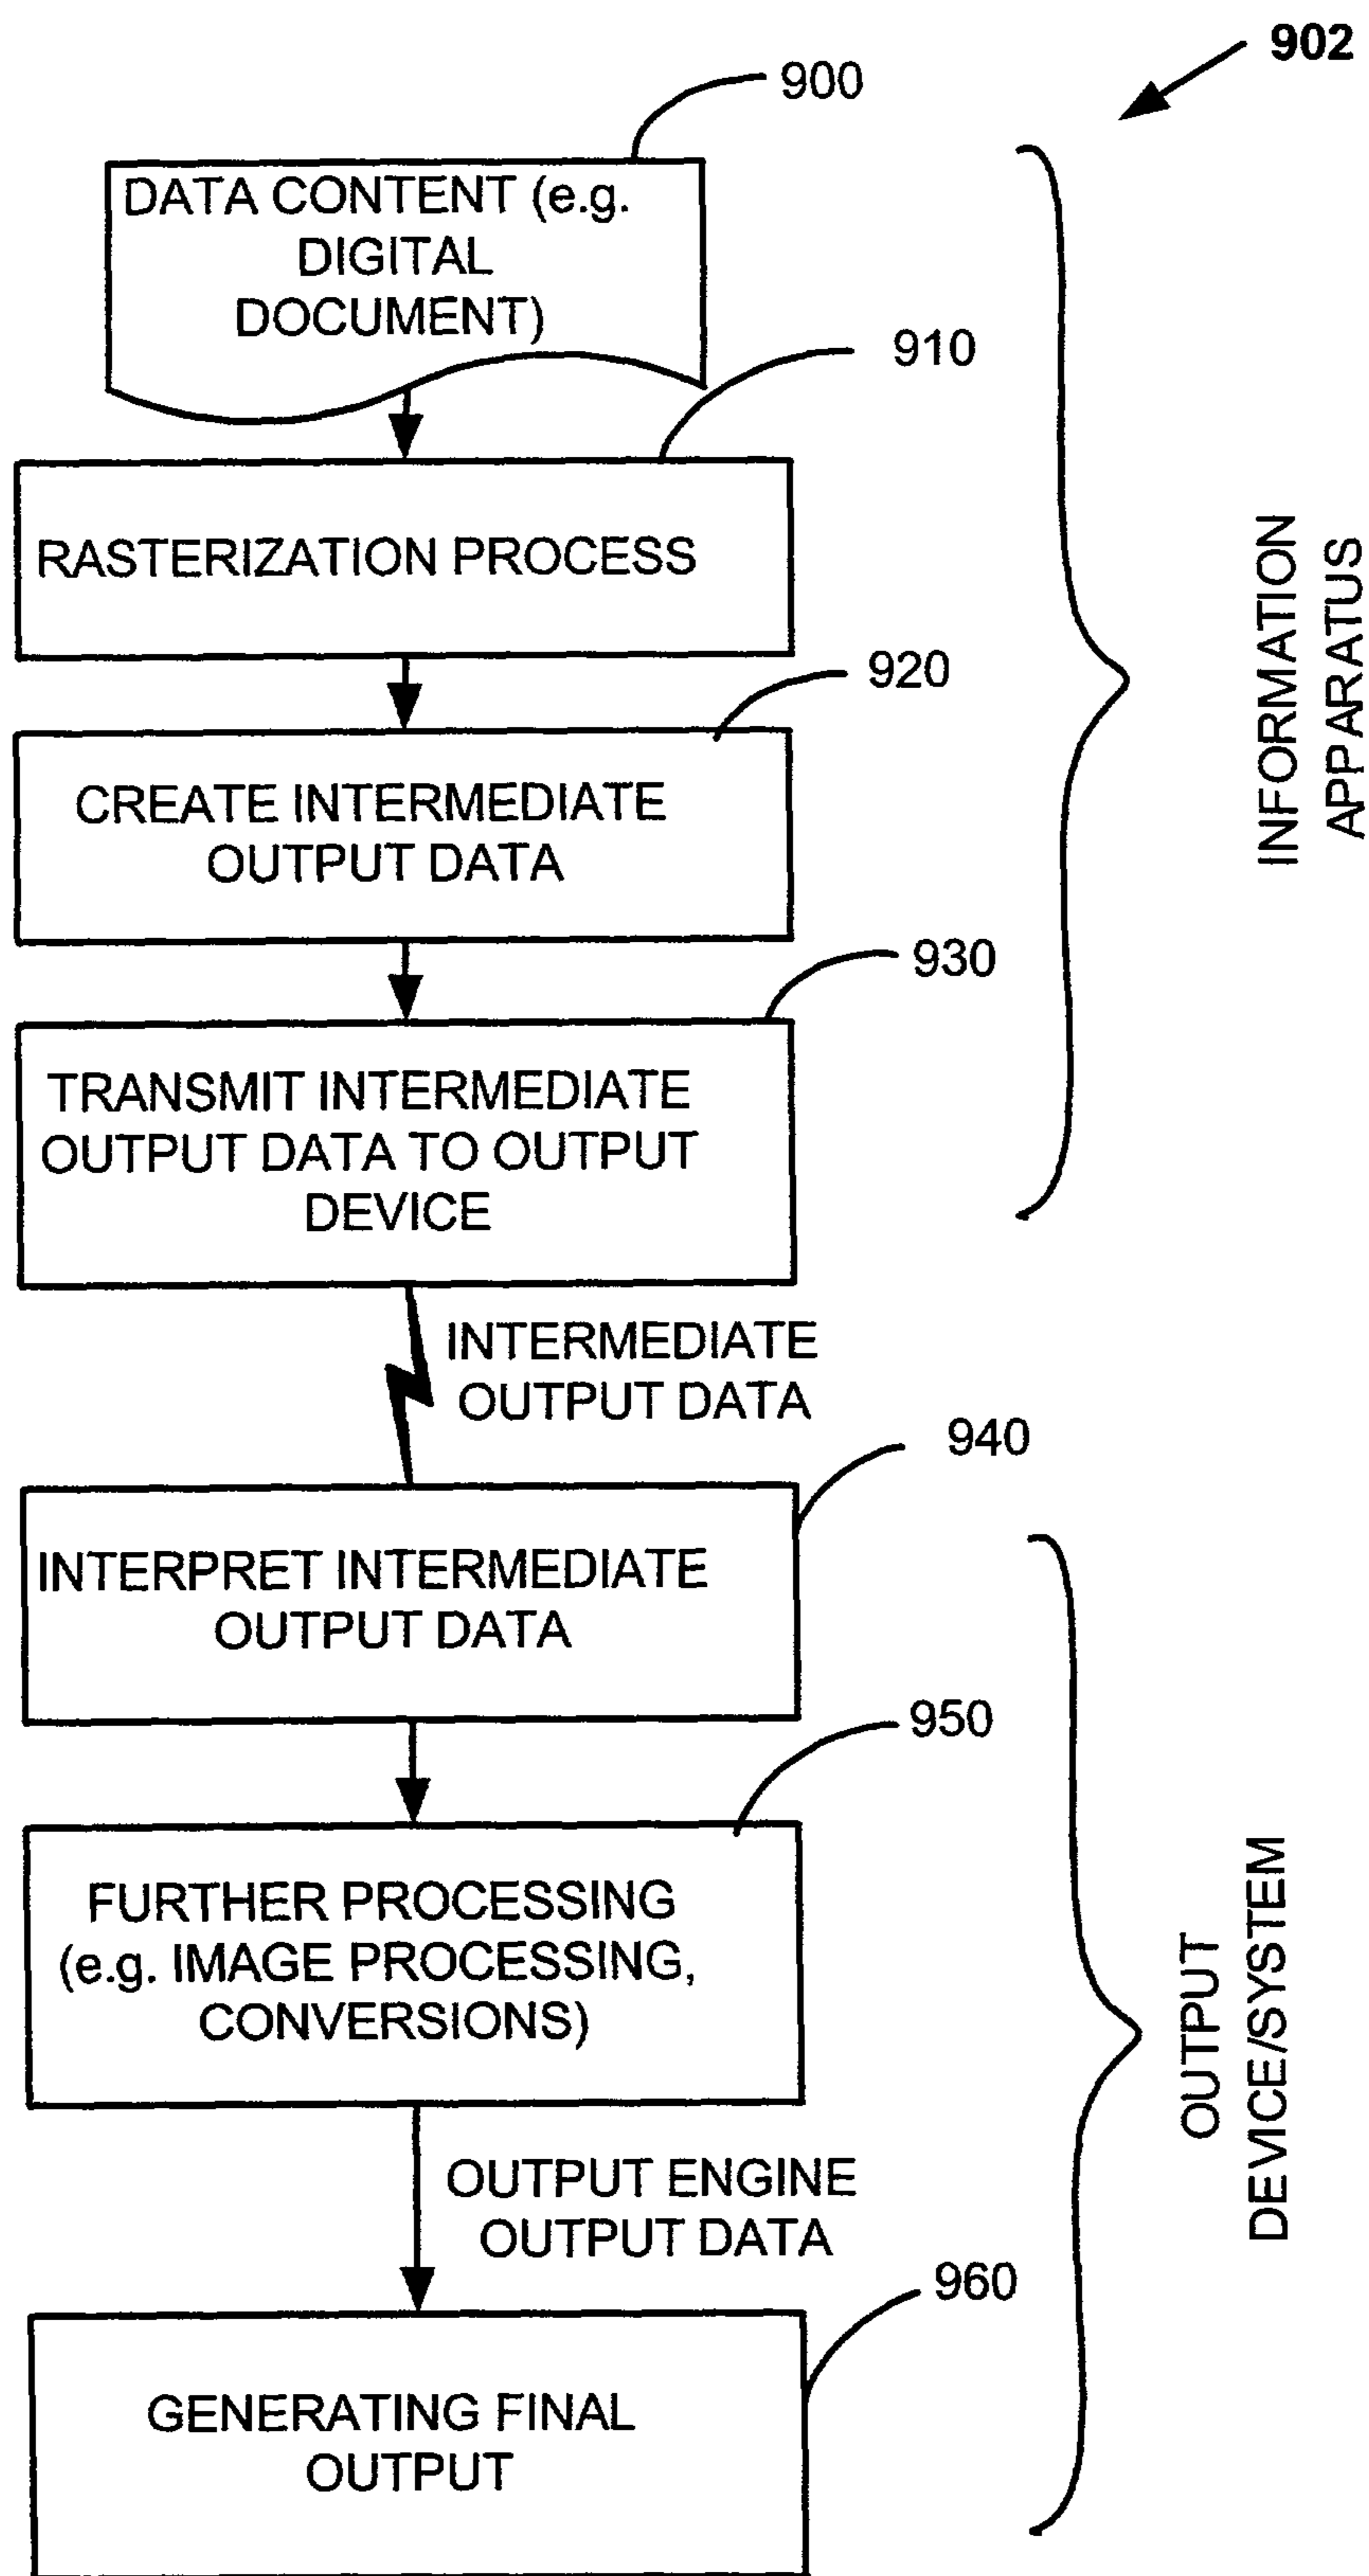 902
900
DATA CONTENT (e.g.
DIGITAL
DOCUMENT)
910
RASTERIZATION PROCESS
920
CREATE INTERMEDIATE
OUTPUT DATA
930
TRANSMIT INTERMEDIATE
OUTPUT DATA TO OUTPUT
DEVICE
INFORMATION
APPARATUS
INTERMEDIATE
OUTPUT DATA
940
INTERPRET INTERMEDIATE
OUTPUT DATA
950
FURTHER PROCESSING
(e.g. IMAGE PROCESSING,
CONVERSIONS)
OUTPUT ENGINE
OUTPUT DATA
960
GENERATING FINAL
OUTPUT
OUTPUT
DEVICE/SYSTEM